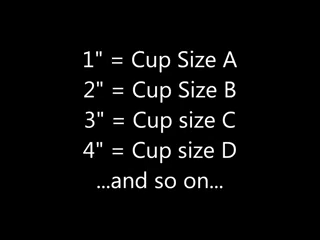 1" = Cup Size A
2" = Cup Size B
3" = Cup size C
4" = Cup size D
...and so on...